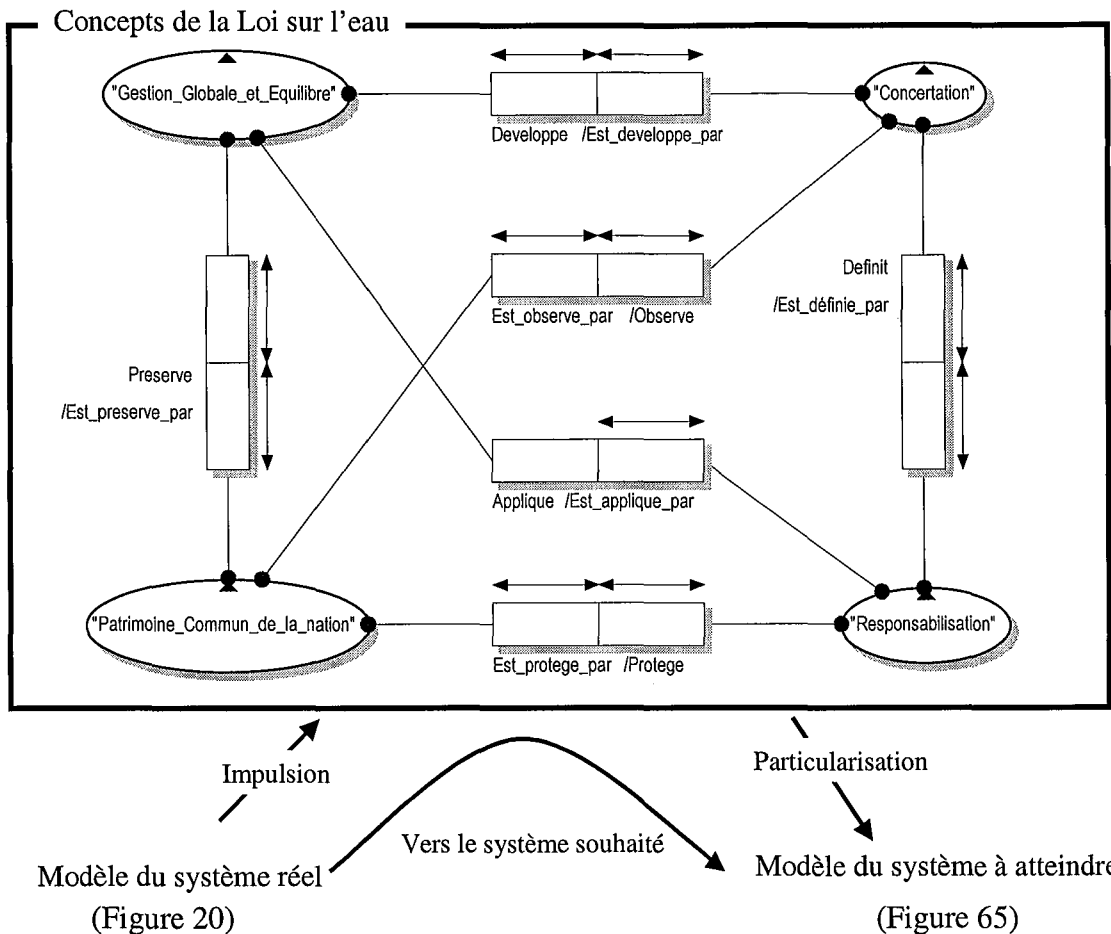 Concepts de la Loi sur l'eau
"Gestion_Globale_et_Equilibre"
"Concertation"
Developpe /Est_developpe_par
Definit
/Est_définie_par
Est_observe_par /Observe
Preserve
/Est_preserve_par
Applique /Est_applique_par
"Patrimoine_Commun_de_la_nation"
"Responsabilisation"
Est_protege_par /Protege
Impulsion
Particularisation
Vers le système souhaité
Modèle du système réel
(Figure 20)
Modèle du système à atteindre
(Figure 65)